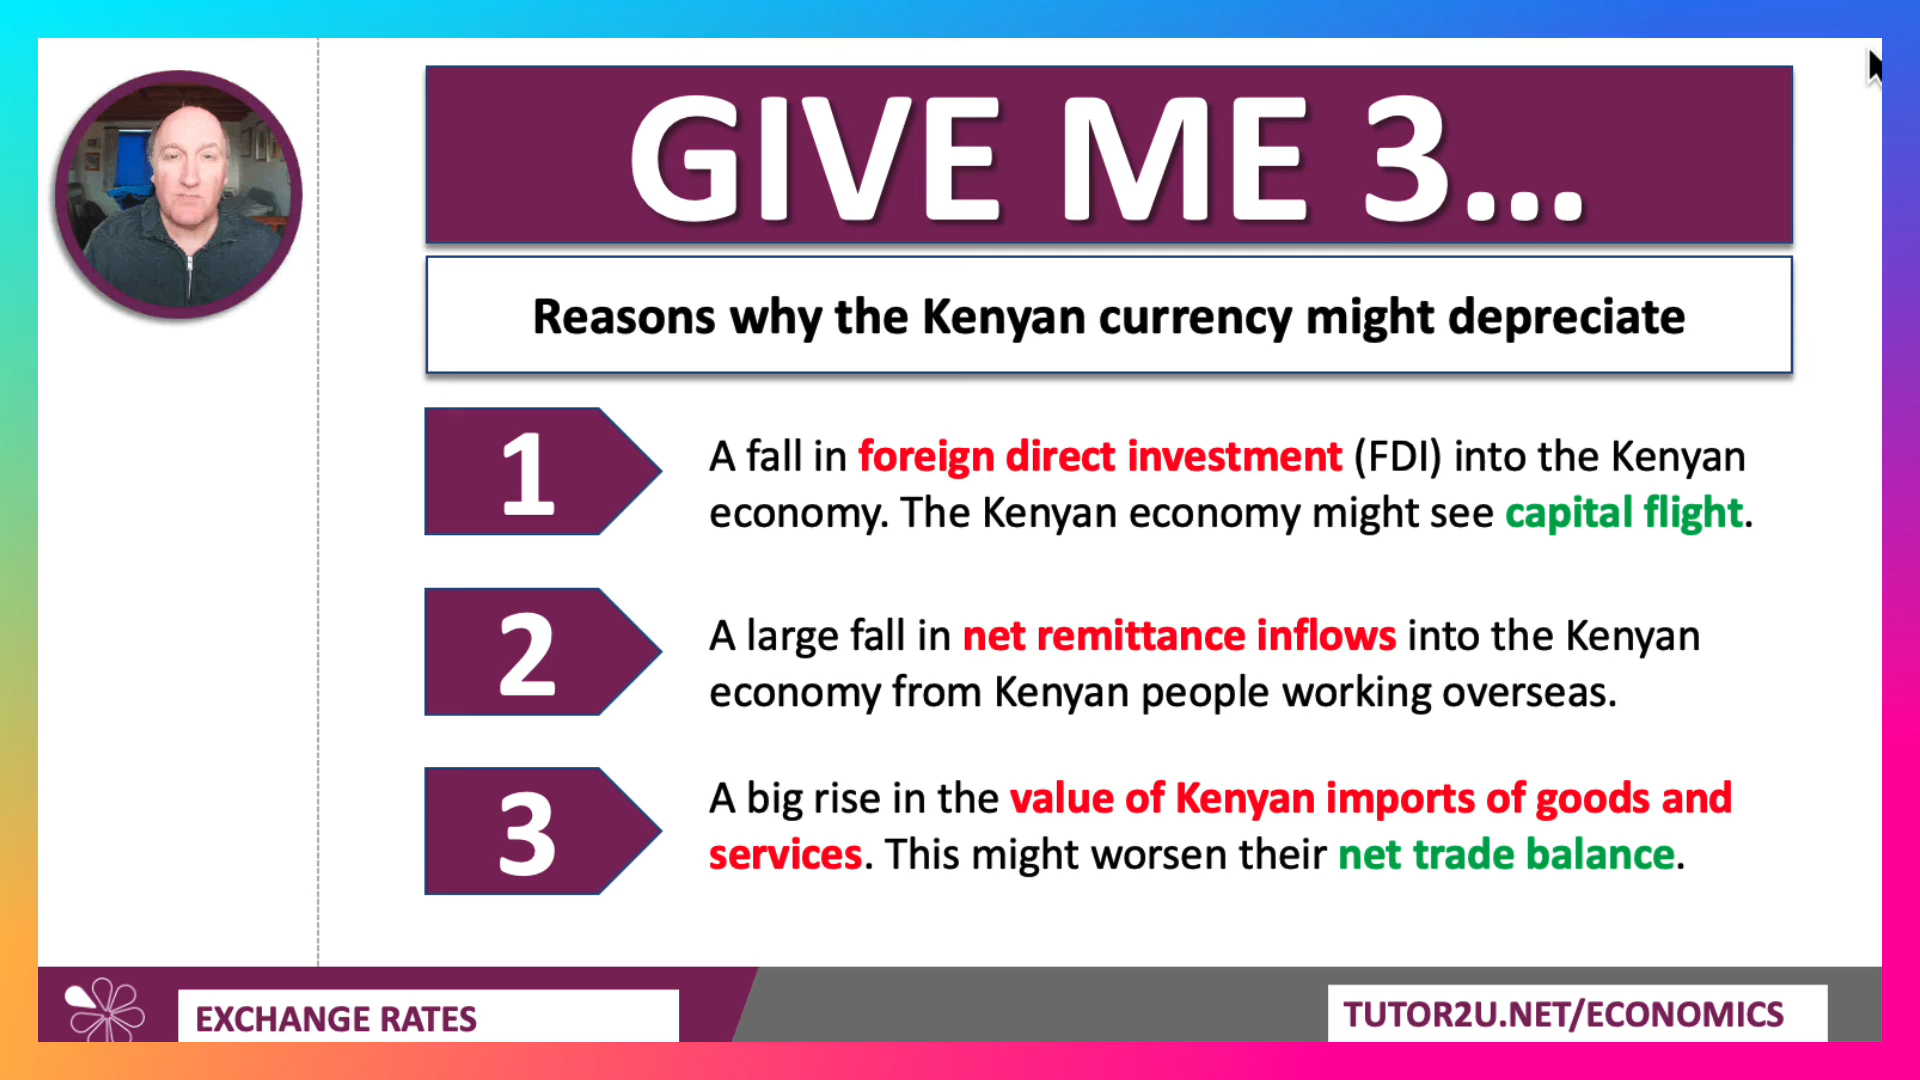 GIVE ME 3...
Reasons why the Kenyan currency might depreciate
1
A fall in foreign direct investment (FDI) into the Kenyan
economy. The Kenyan economy might see capital flight.
2
A large fall in net remittance inflows into the Kenyan
economy from Kenyan people working overseas.
3
A big rise in the value of Kenyan imports of goods and
services. This might worsen their net trade balance.
EXCHANGE RATES
TUTOR2U.NET/ECONOMICS